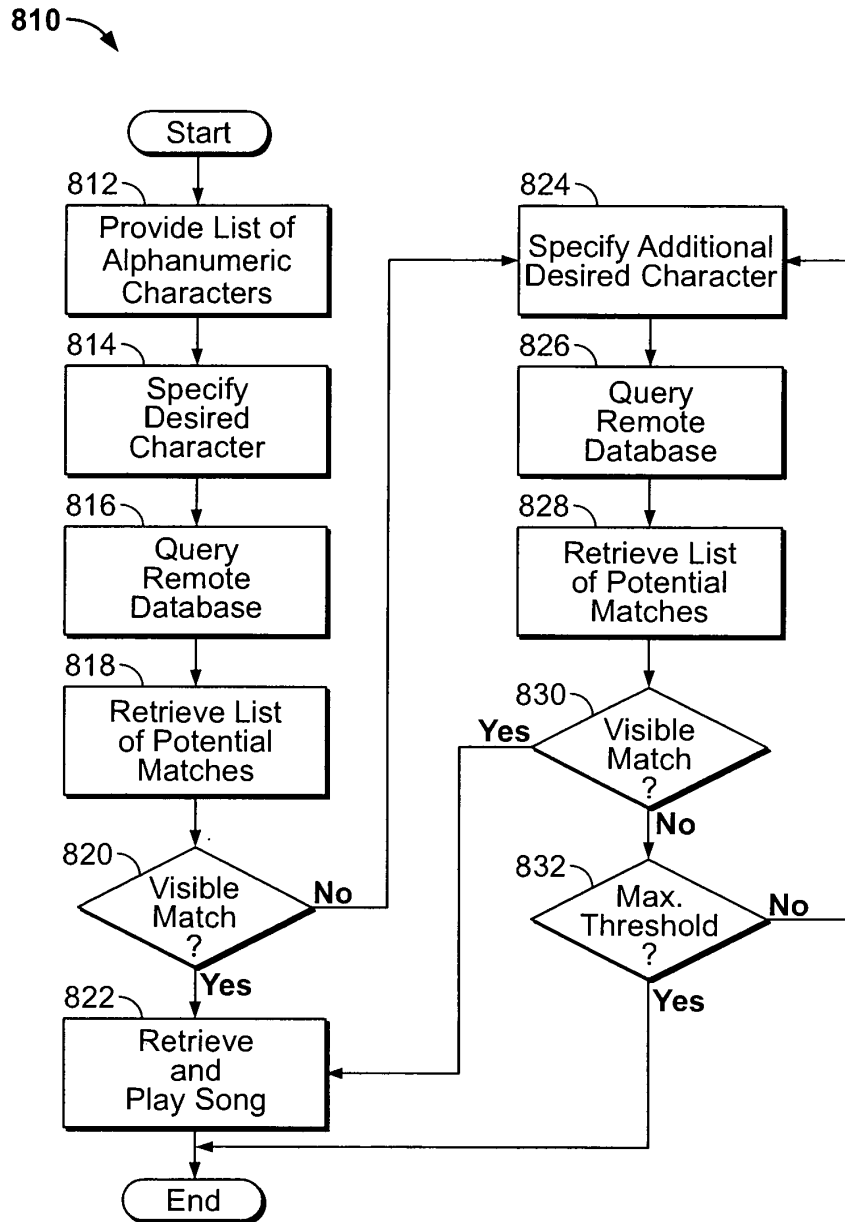 810
Start
812
Provide List of
Alphanumeric
Characters
814
Specify
Desired
Character
816
Query
Remote
Database
818
Retrieve List
of Potential
Matches
820
Visible
Match
?
No
Yes
822
Retrieve
and
Play Song
End
824
Specify Additional
Desired Character
826
Query
Remote
Database
828
Retrieve List
of Potential
Matches
830
Yes
Visible
Match
?
No
832
Max.
Threshold
?
No
Yes